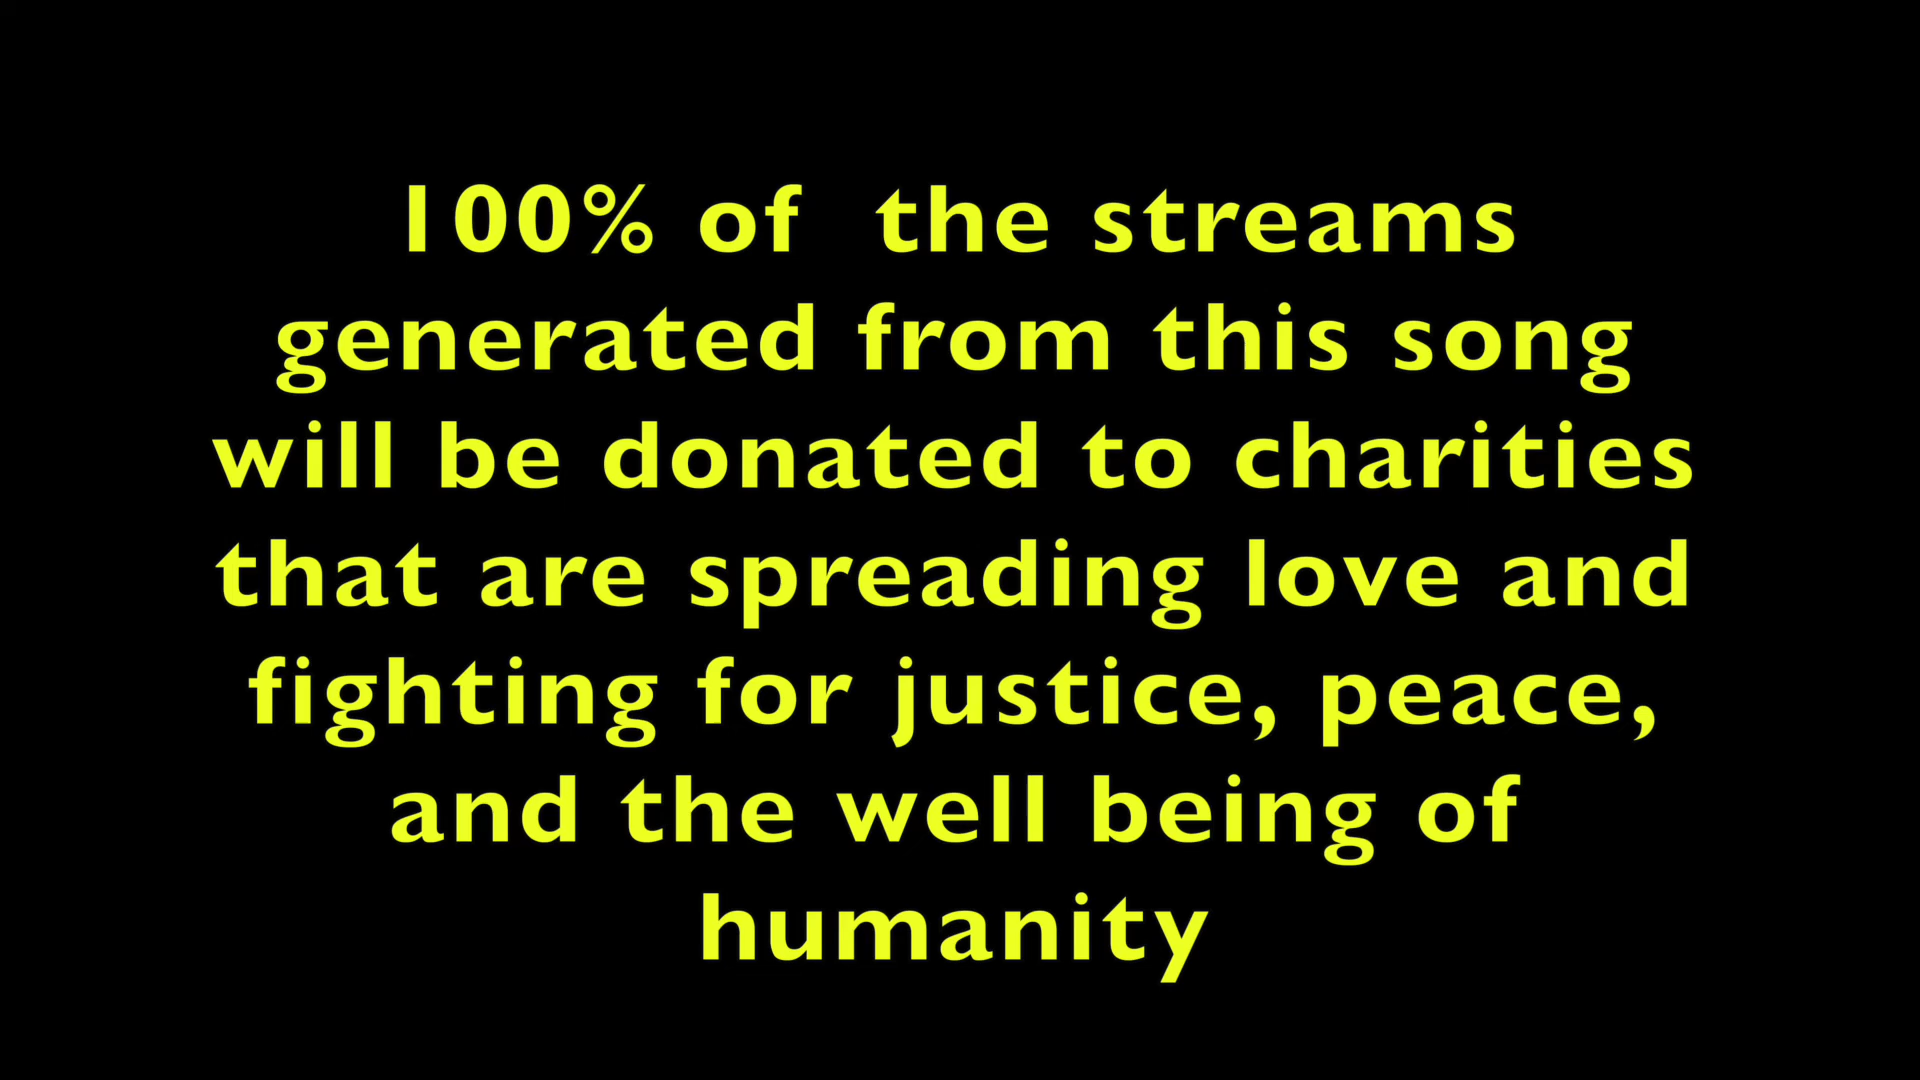 100% of  the streams
generated from this song
will be donated to charities
that are spreading love and
fighting for justice, peace,
and the well being of
humanity